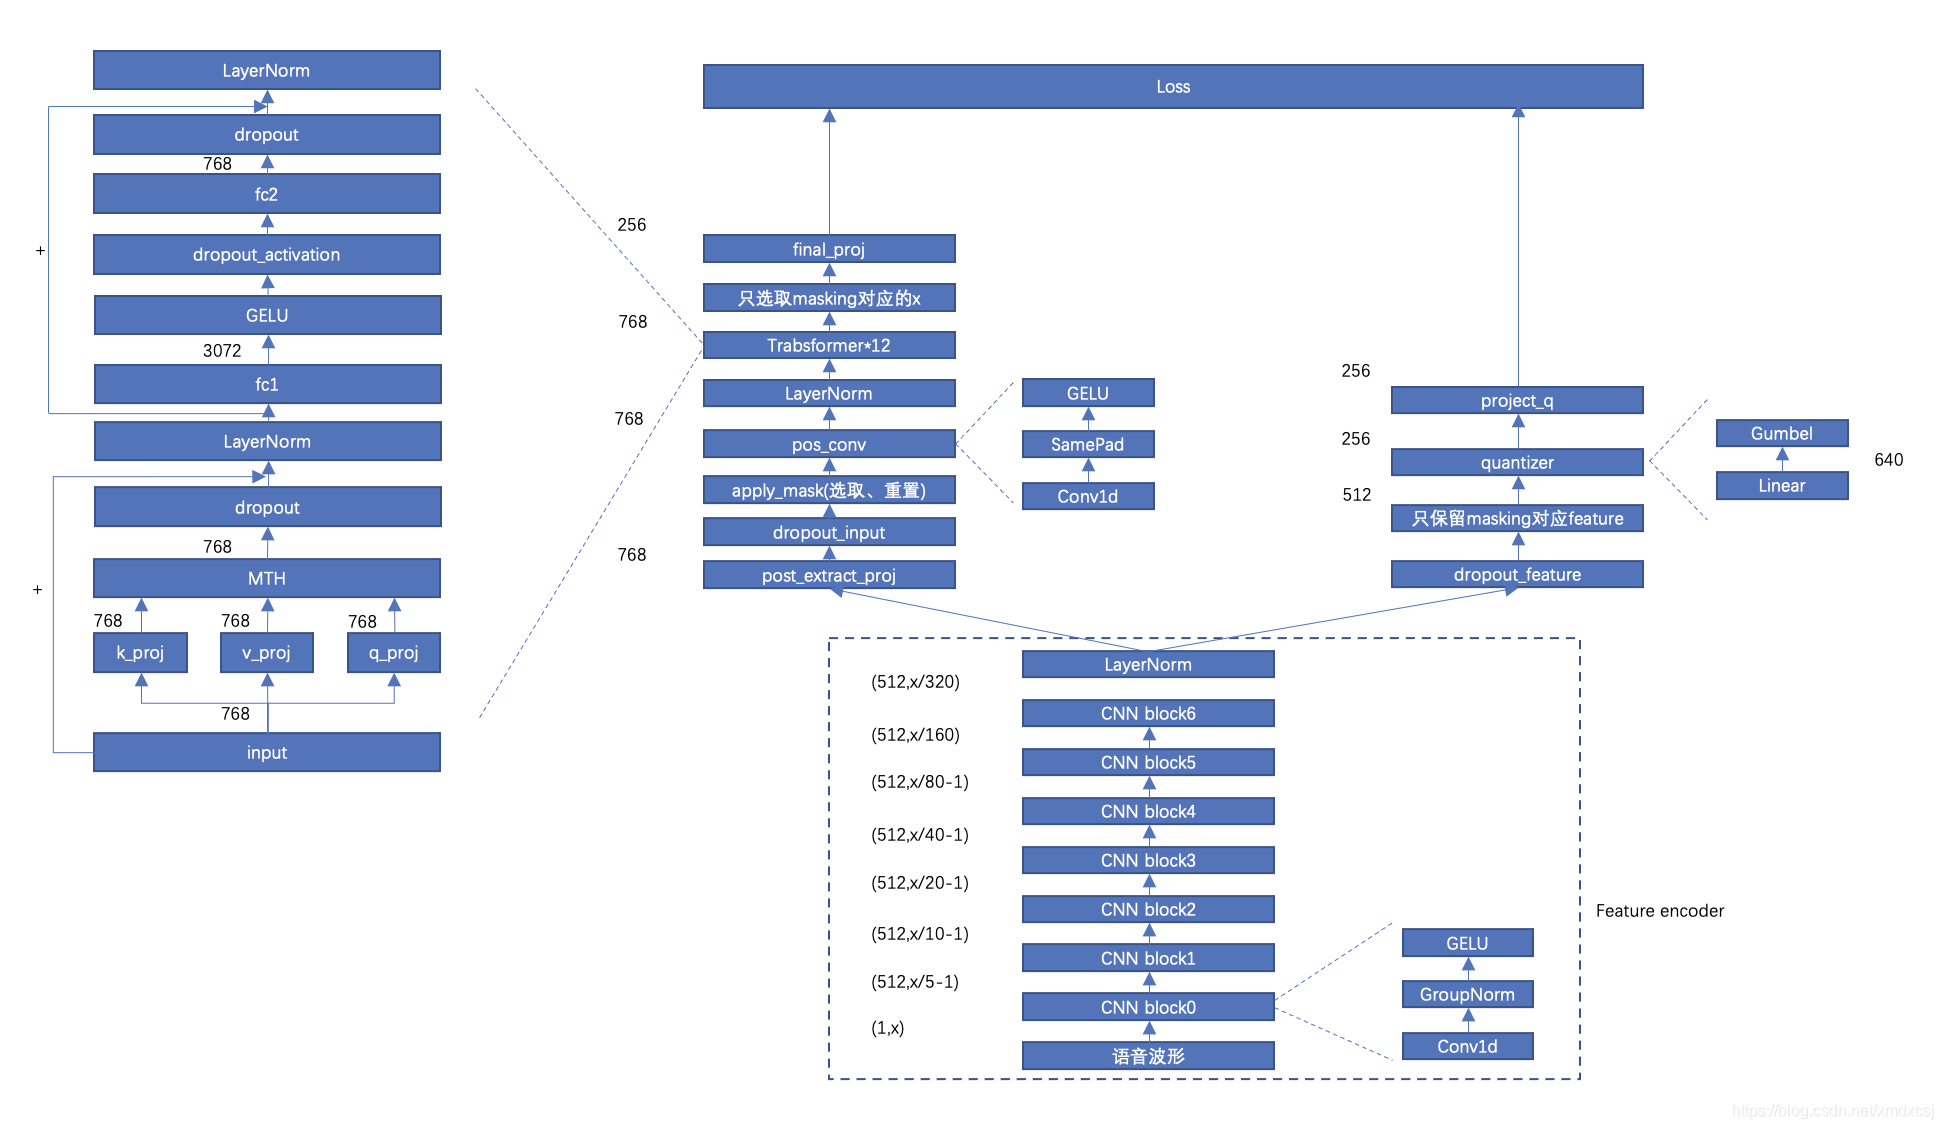 LayerNorm
dropout
768
fc2
dropout_activation
GELU
3072
fc1
LayerNorm
dropout
768
MTH
768
768
768
k_proj
v_proj
q_proj
768
input
+
+
Loss
256
final_proj
只选取masking对应的x
768
Trabsformer*12
LayerNorm
768
pos_conv
apply_mask(选取、重置)
dropout_input
768
post_extract_proj
GELU
SamePad
Conv1d
256
project_q
256
quantizer
512
只保留masking对应feature
dropout_feature
Gumbel
640
Linear
LayerNorm
(512,x/320)
CNN block6
(512,x/160)
CNN block5
(512,x/80-1)
CNN block4
(512,x/40-1)
CNN block3
(512,x/20-1)
CNN block2
(512,x/10-1)
CNN block1
(512,x/5-1)
CNN block0
(1,x)
语音波形
GELU
GroupNorm
Conv1d
Feature encoder
https://blog.csdn.net/xmdxcsj